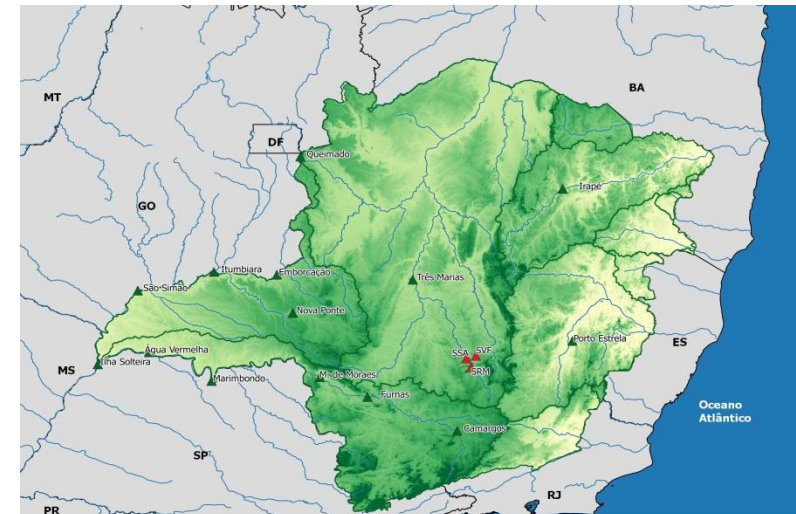 MT
BA
DF
Queimado
Irapé
GO
Itumbiara
Emborcação
Três Marias
São Simão
Nova Ponte
Porto Estrela
ES
Água Vermelha
SSA
SVF
Ilha Solteira
MS
SRM
Marimbondo
M. de Moraes
Furnas
Oceano
Atlântico
Camargos
SP
RJ
PR